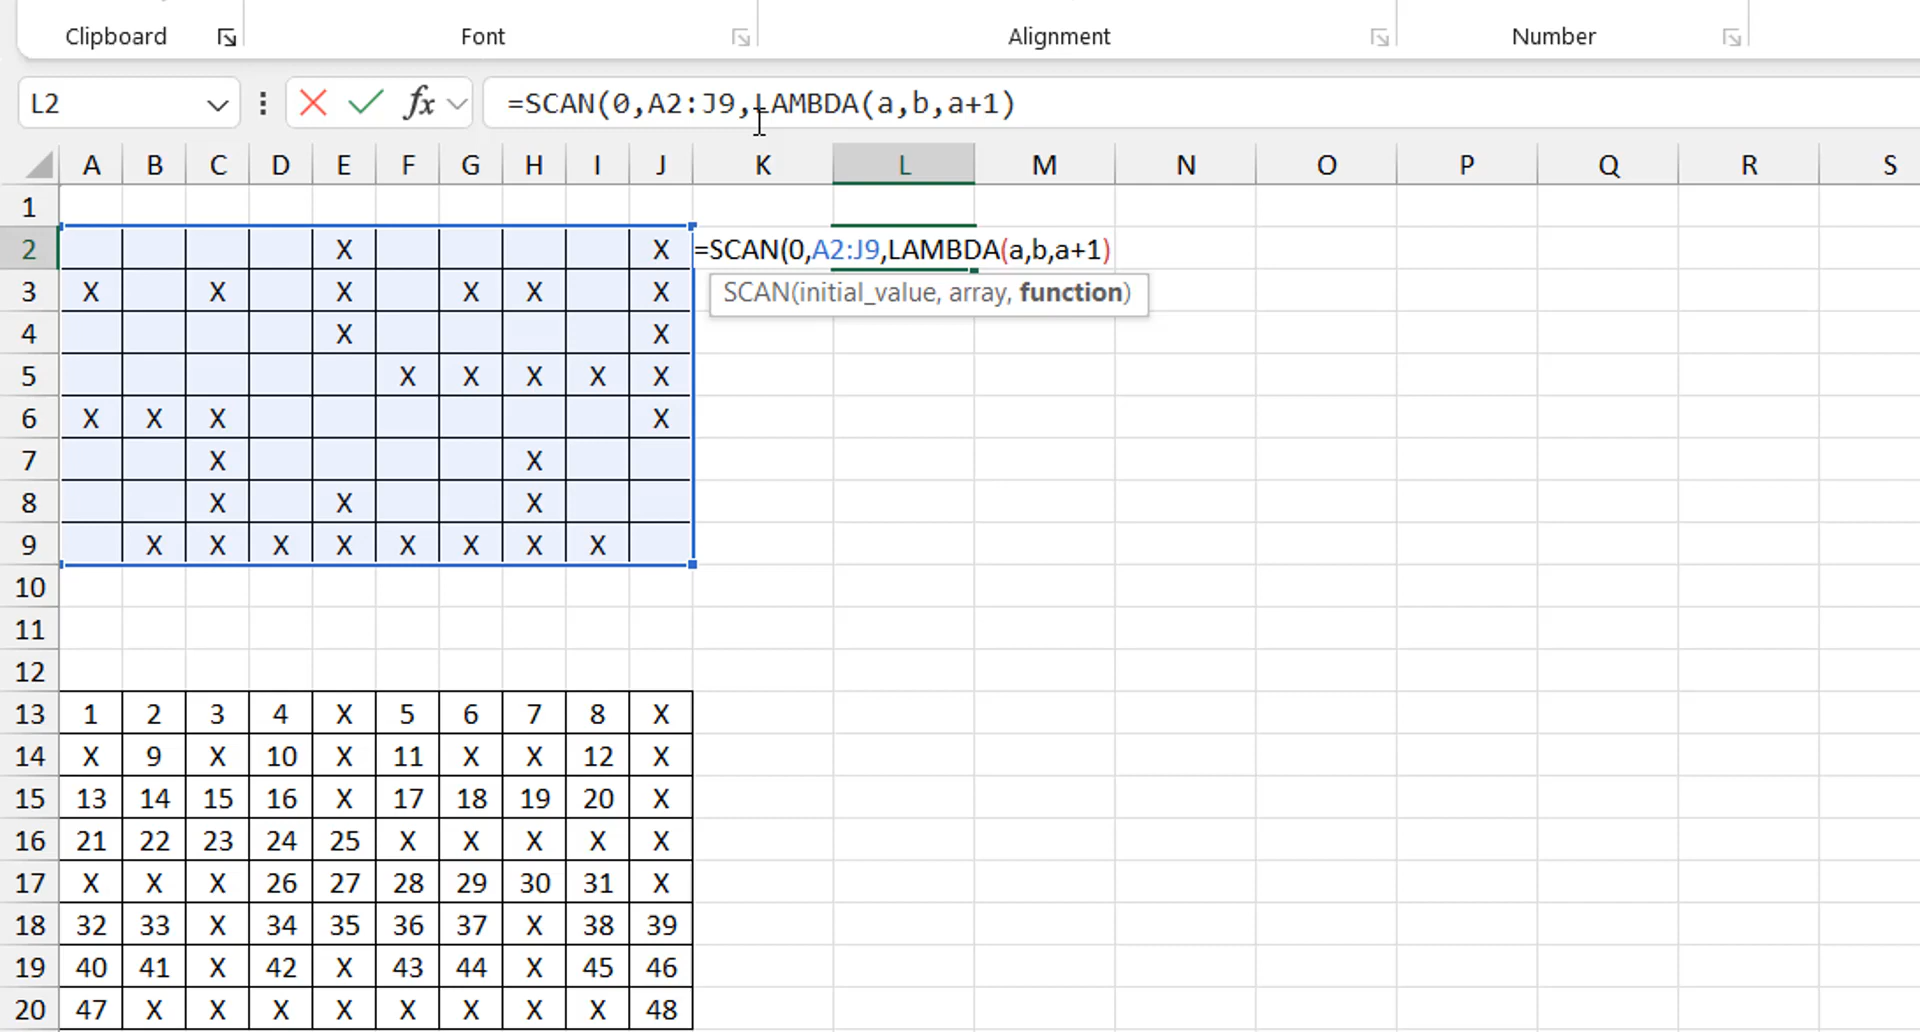 Clipboard Font Alignment Number
L2 fx =SCAN(0,A2:J9,LAMBDA(a,b,a+1)
A B C D E F G H I J K L M N O P Q R S
1
2 X X =SCAN(0,A2:J9,LAMBDA(a,b,a+1)
3 X X X X X X SCAN(initial_value, array, function)
4 X X
5 X X X X X
6 X X X X
7 X X
8 X X X
9 X X X X X X X X
10
11
12
13 1 2 3 4 X 5 6 7 8 X
14 X 9 X 10 X 11 X X 12 X
15 13 14 15 16 X 17 18 19 20 X
16 21 22 23 24 25 X X X X X
17 X X X 26 27 28 29 30 31 X
18 32 33 X 34 35 36 37 X 38 39
19 40 41 X 42 X 43 44 X 45 46
20 47 X X X X X X X X 48